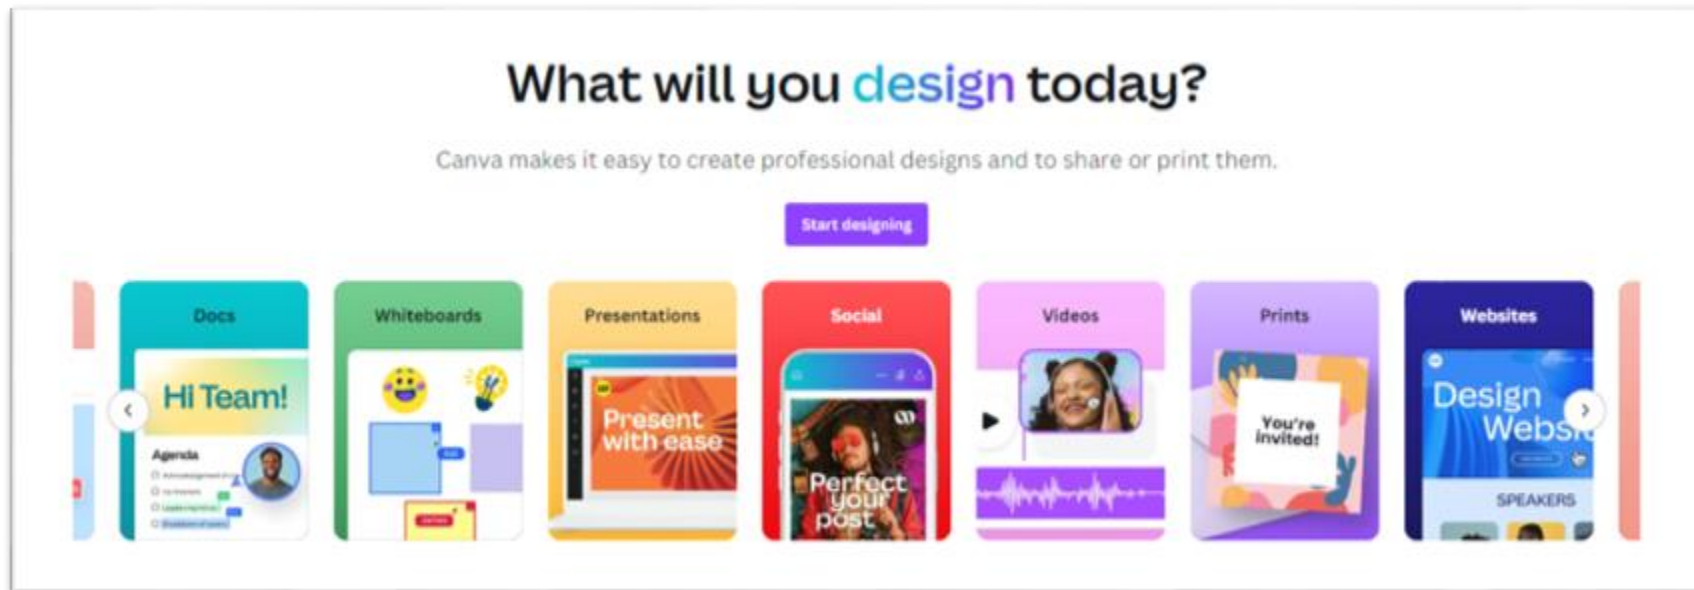 What will you design today?
Canva makes it easy to create professional designs and to share or print them.
Start designing
Docs
Hi Team!
Agenda
Whiteboards
Presentations
Present
with ease
Social
Perfect
your
post
Videos
Prints
You're
invited!
Websites
Design
SPEAKERS